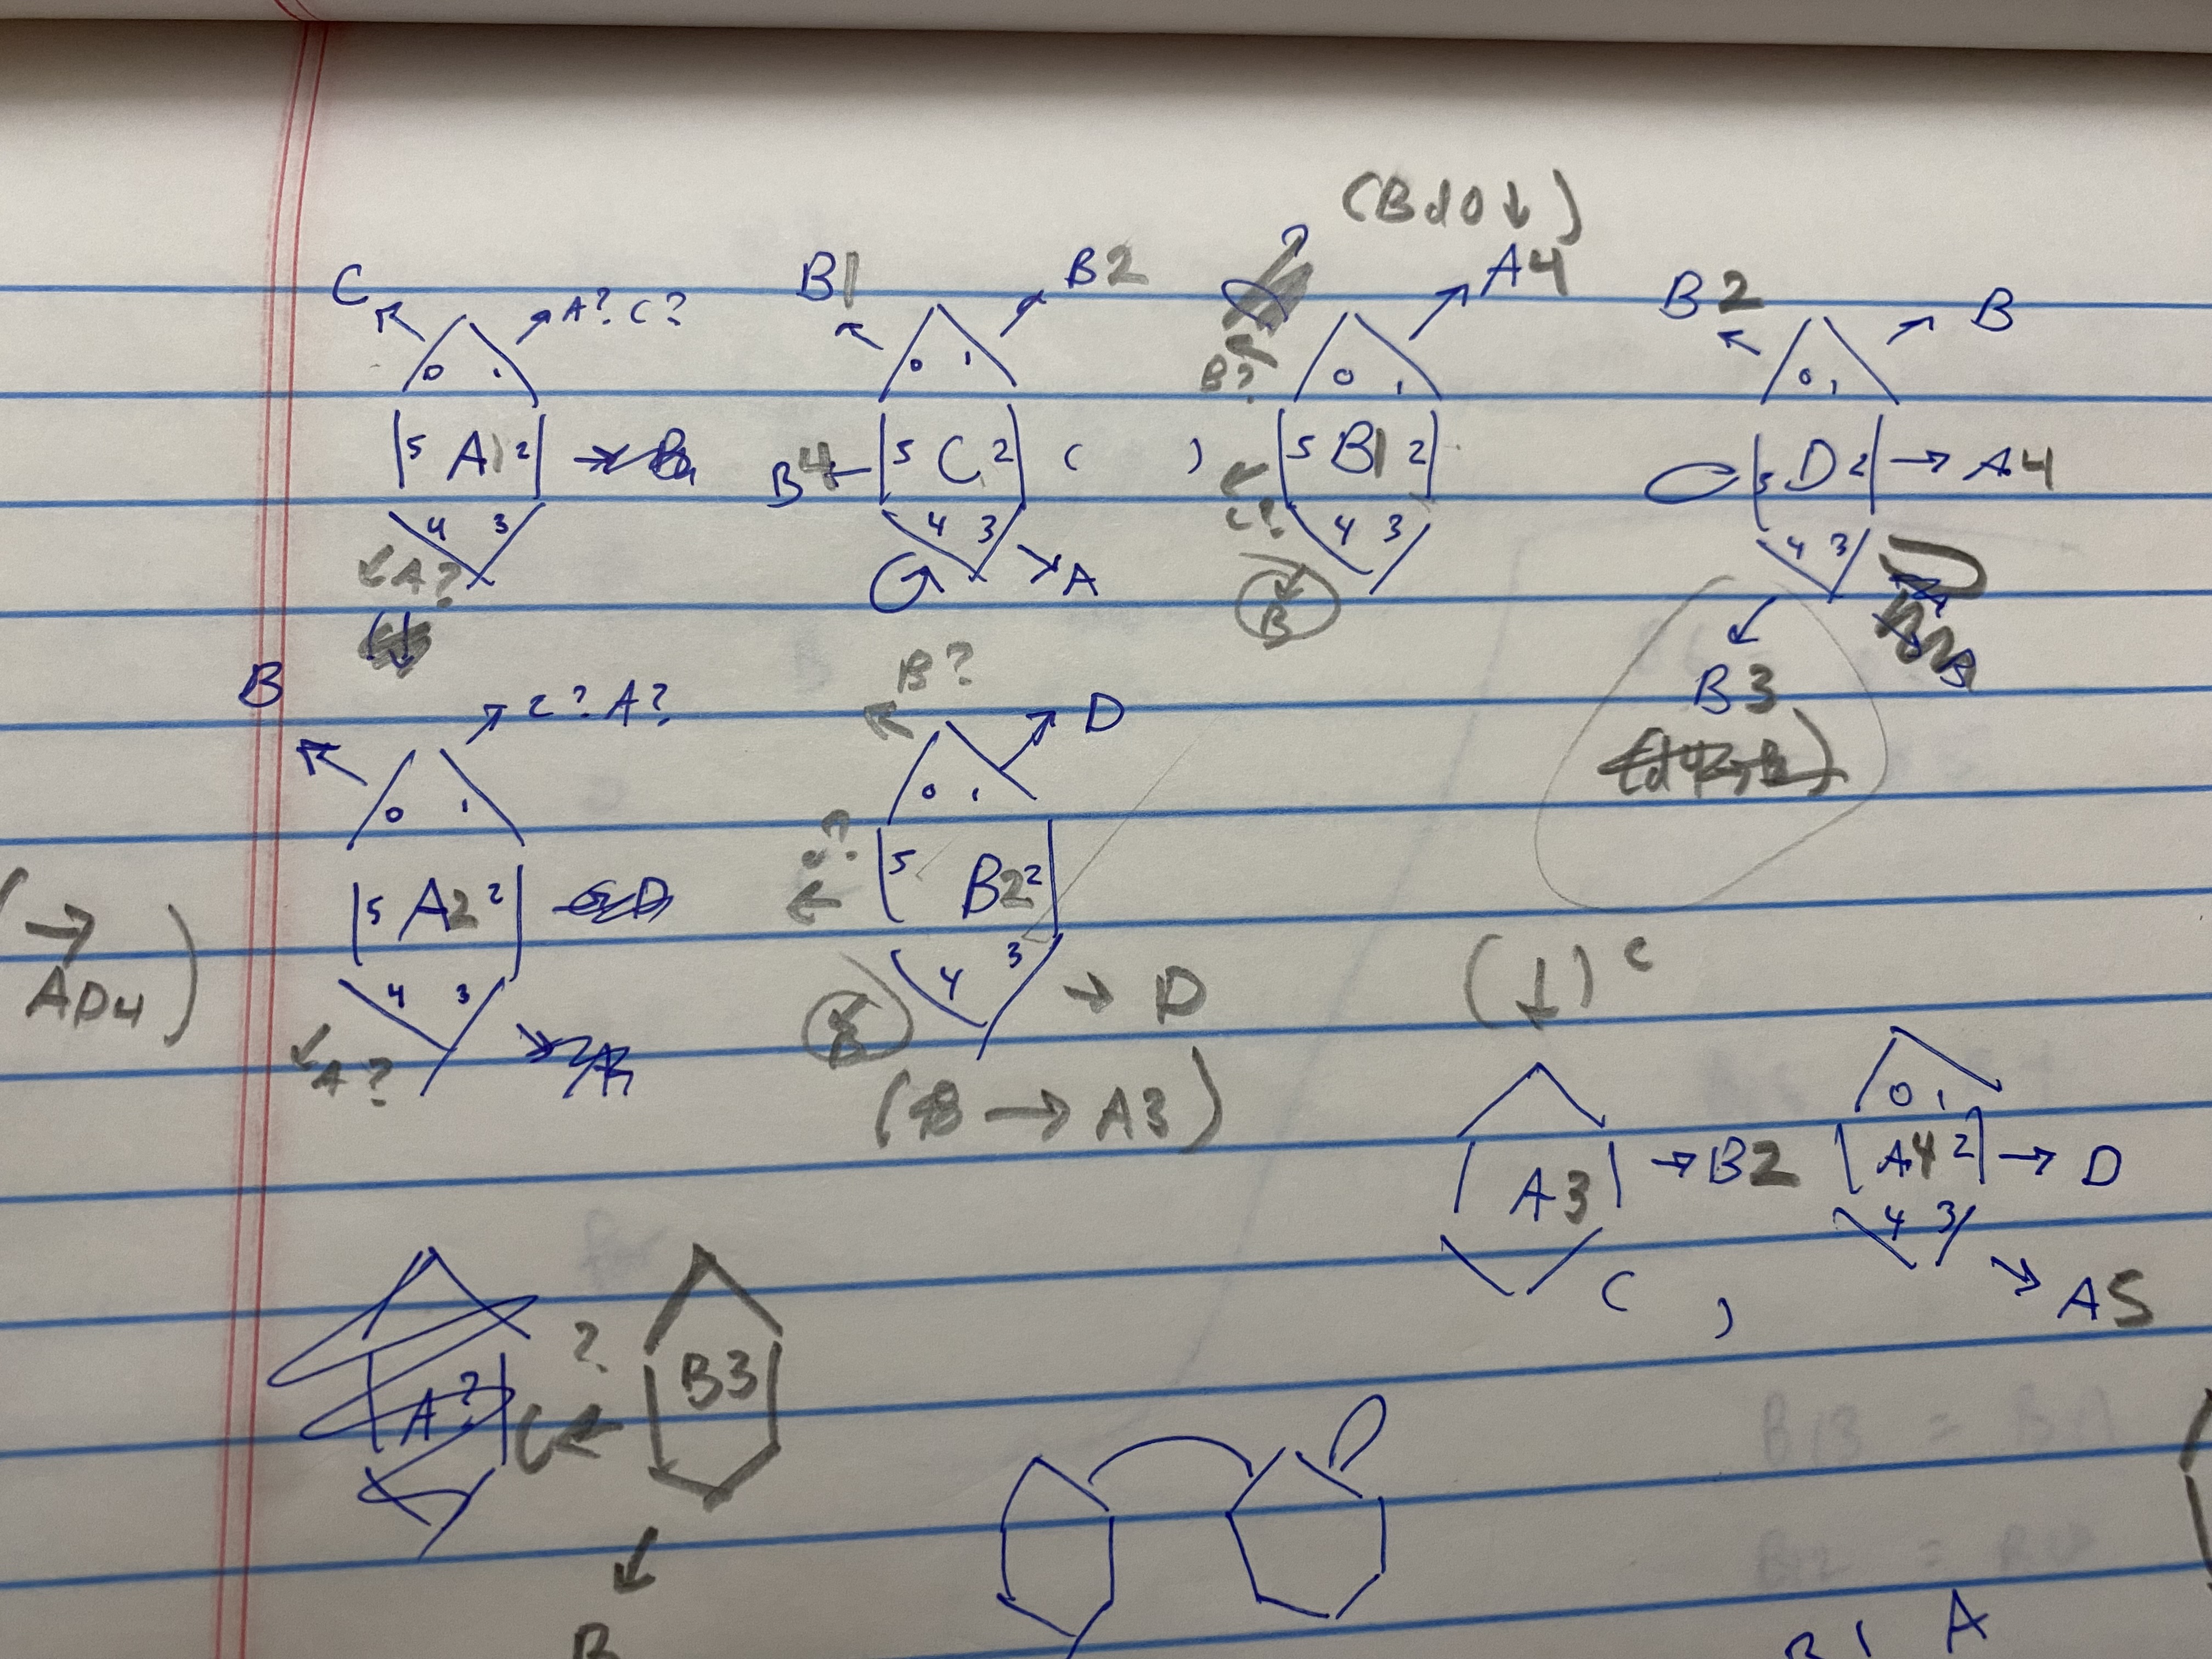 (Bd0↓)
C A? C? B1 B2 A4 B2 B
0 1 0 1 B? 0 1 0 1
5 A1 2 → B4 ← 5 C 2 ( ) ← 5 B1 2 5 D 2 → A4
4 3 4 3 C? 4 3 4 3
↙ A? ↘ A B ↙
B B? B3 B
C? A? D
0 1 0 1
?
5 A2 2 ← 5 B2 2
(→ AD4)
4 3 4 3 → D (↓) C
↙ A? B
(B → A3) 0 1
A3 → B2 A4 2 → D
4 3
( ) ↘ A5
A? ? B3
C ←
↙
B
B1 A